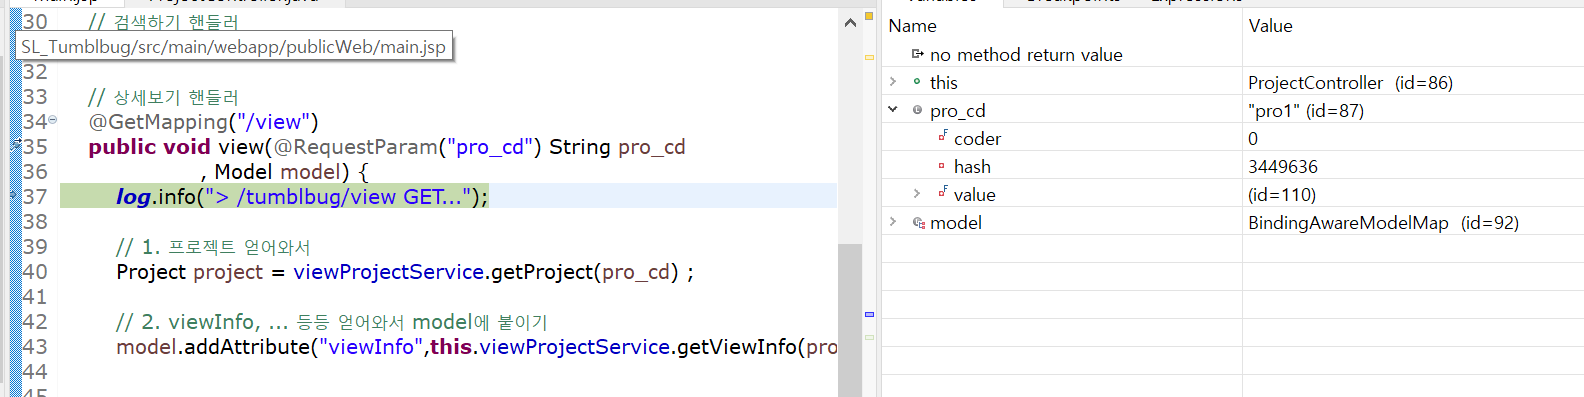 30 // 검색하기 핸들러
SL_Tumblbug/src/main/webapp/publicWeb/main.jsp
32
33 // 상세보기 핸들러
34 @GetMapping("/view")
35 public void view(@RequestParam("pro_cd") String pro_cd
36 , Model model) {
37 log.info("> /tumblbug/view GET...");
38
39 // 1. 프로젝트 얻어와서
40 Project project = viewProjectService.getProject(pro_cd) ;
41
42 // 2. viewInfo, ... 등등 얻어와서 model에 붙이기
43 model.addAttribute("viewInfo",this.viewProjectService.getViewInfo(pro
44
Name Value
no method return value
this ProjectController (id=86)
pro_cd "pro1" (id=87)
coder 0
hash 3449636
value (id=110)
model BindingAwareModelMap (id=92)